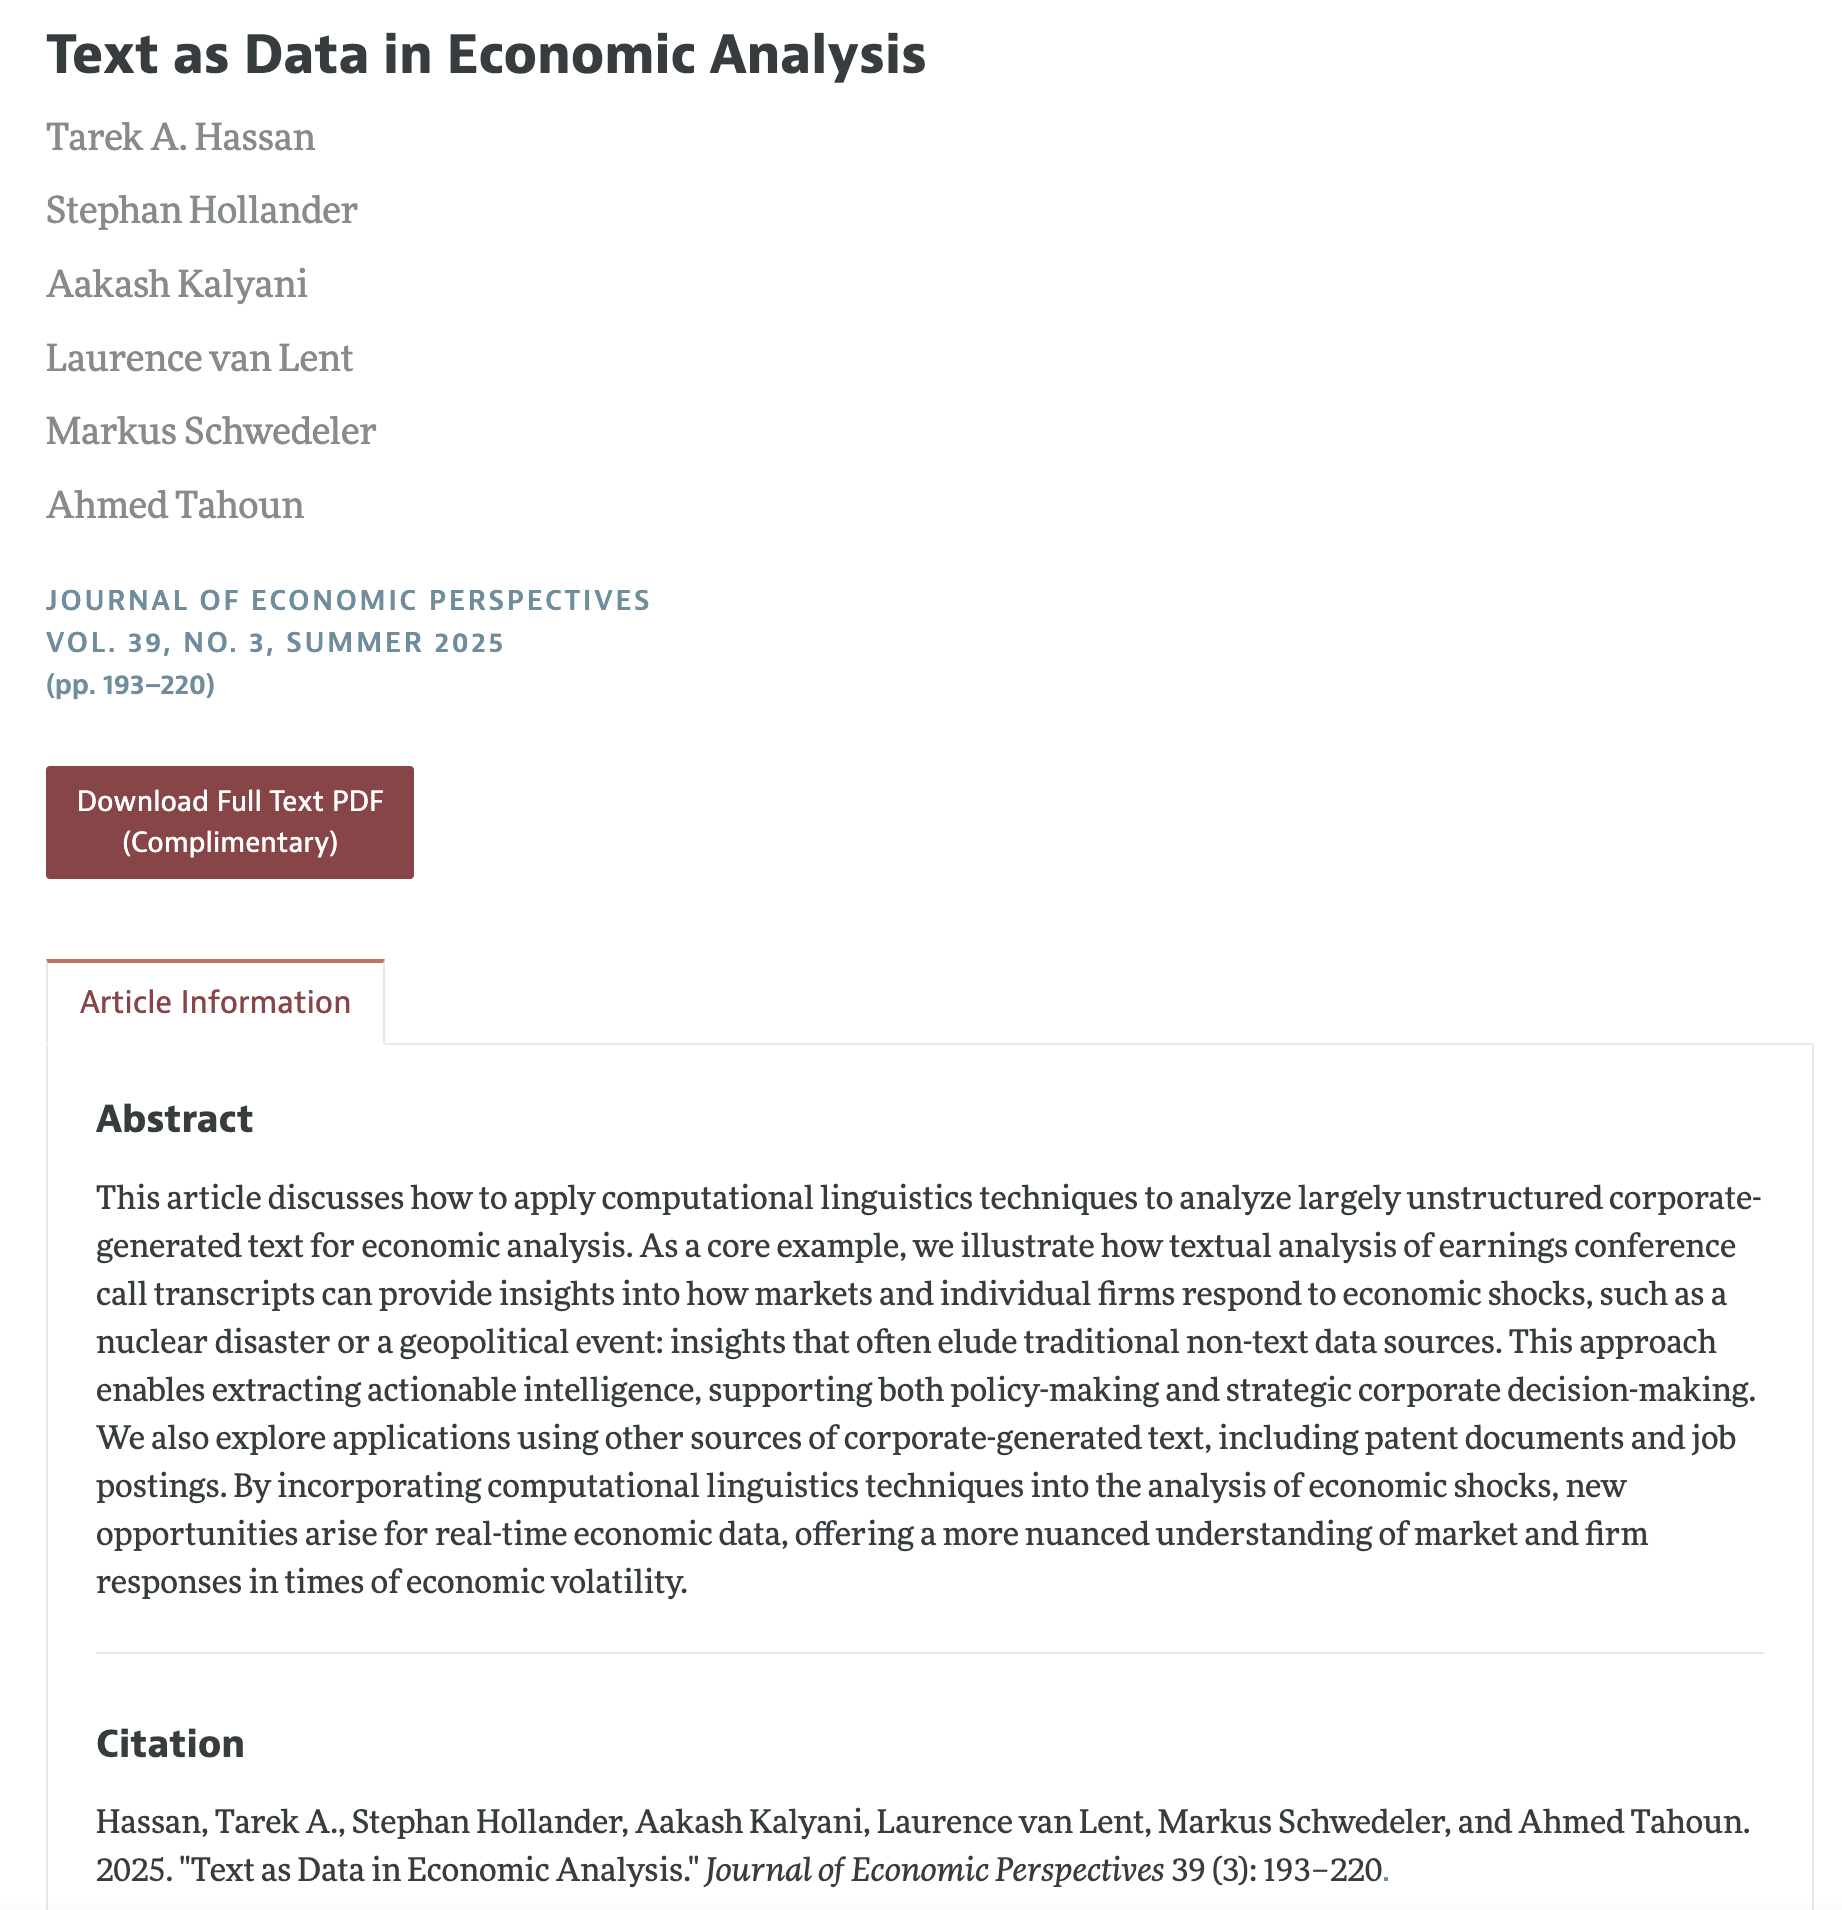 Text as Data in Economic Analysis
Tarek A. Hassan
Stephan Hollander
Aakash Kalyani
Laurence van Lent
Markus Schwedeler
Ahmed Tahoun
JOURNAL OF ECONOMIC PERSPECTIVES
VOL. 39, NO. 3, SUMMER 2025
(pp. 193–220)
Download Full Text PDF
(Complimentary)
Article Information
Abstract
This article discusses how to apply computational linguistics techniques to analyze largely unstructured corporate-
generated text for economic analysis. As a core example, we illustrate how textual analysis of earnings conference
call transcripts can provide insights into how markets and individual firms respond to economic shocks, such as a
nuclear disaster or a geopolitical event: insights that often elude traditional non-text data sources. This approach
enables extracting actionable intelligence, supporting both policy-making and strategic corporate decision-making.
We also explore applications using other sources of corporate-generated text, including patent documents and job
postings. By incorporating computational linguistics techniques into the analysis of economic shocks, new
opportunities arise for real-time economic data, offering a more nuanced understanding of market and firm
responses in times of economic volatility.
Citation
Hassan, Tarek A., Stephan Hollander, Aakash Kalyani, Laurence van Lent, Markus Schwedeler, and Ahmed Tahoun.
2025. "Text as Data in Economic Analysis." Journal of Economic Perspectives 39 (3): 193–220.